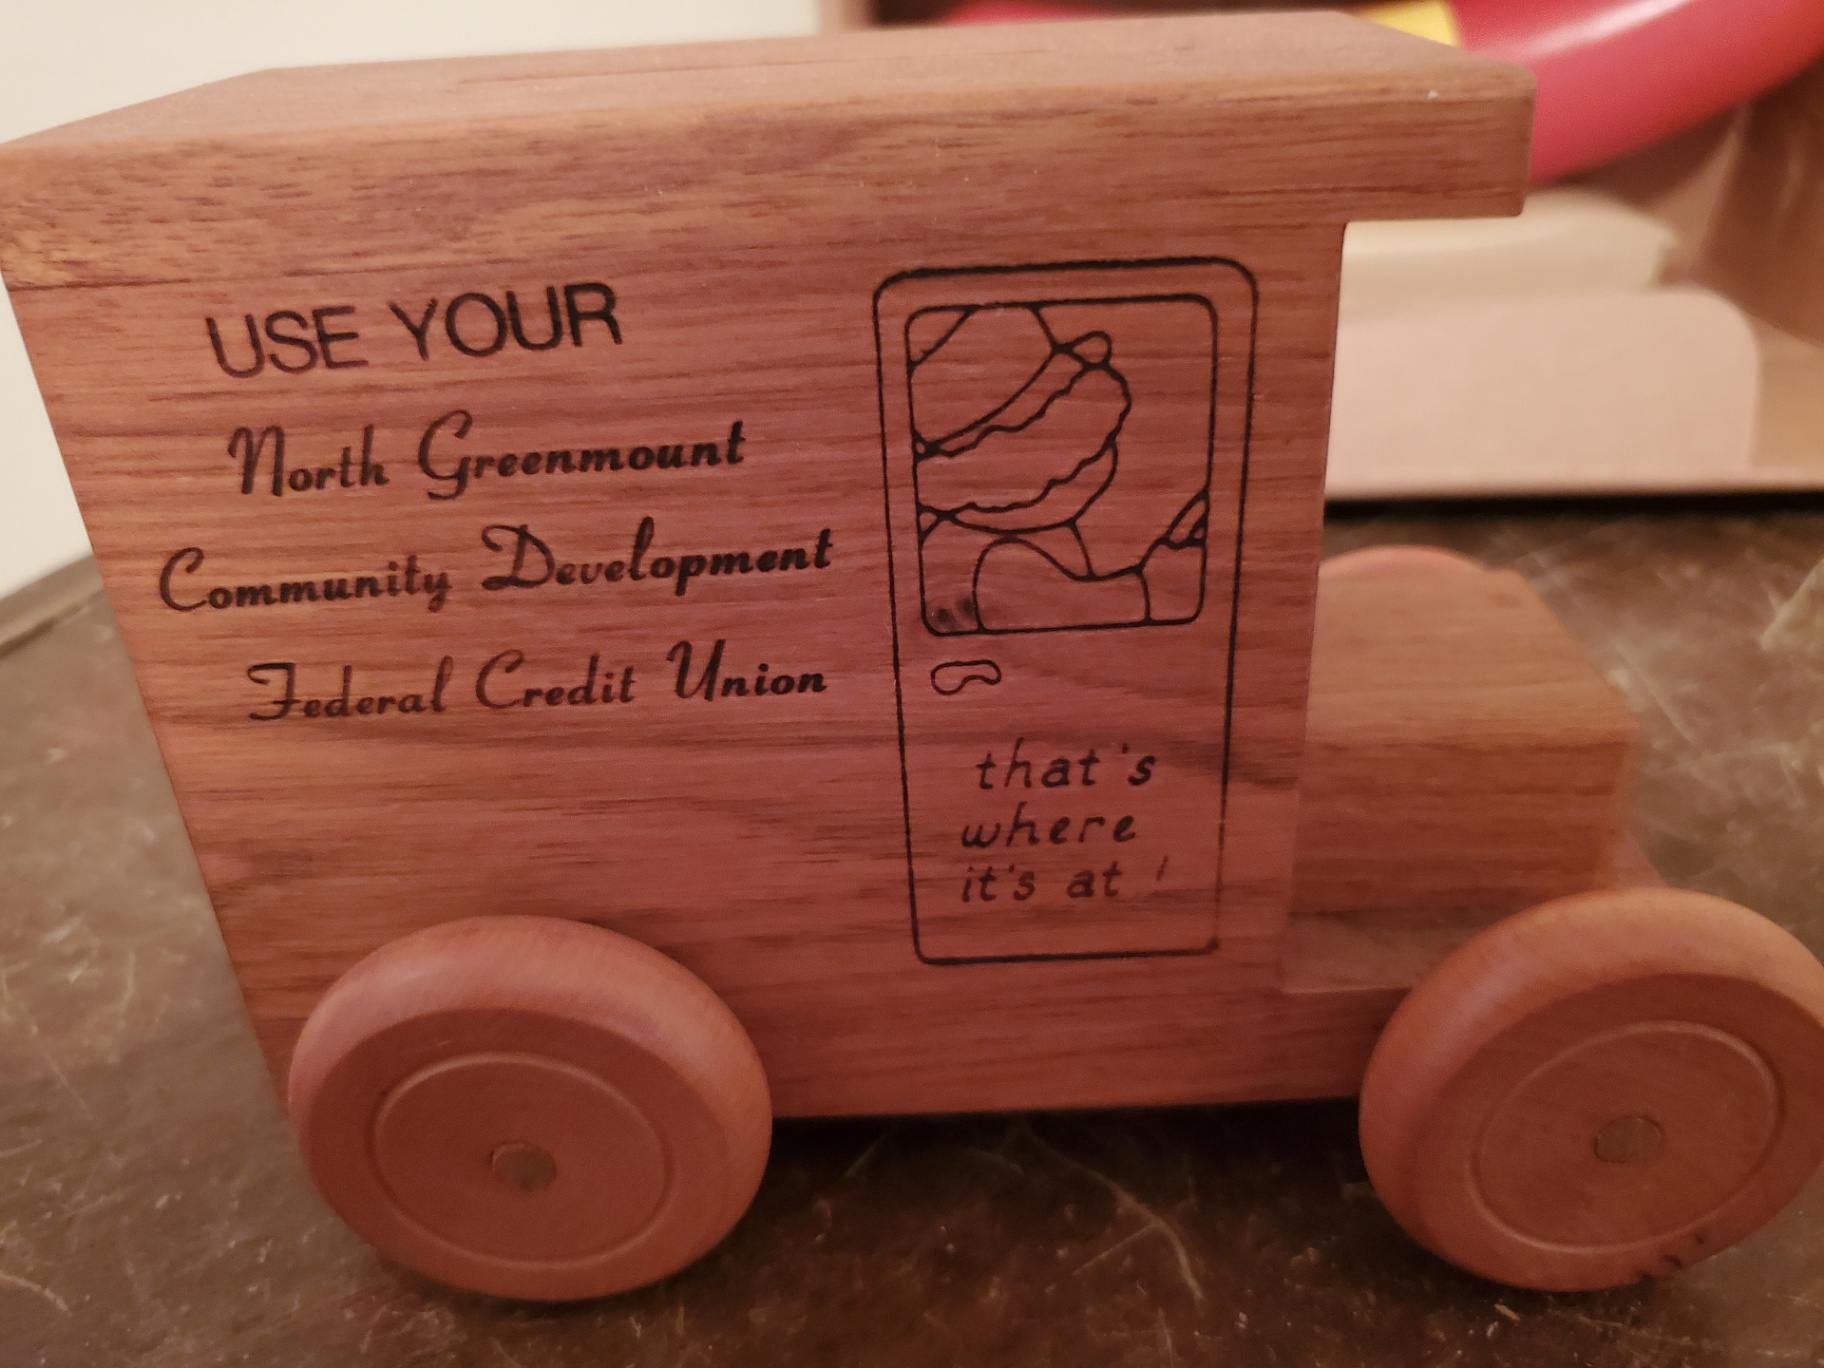 USE YOUR
North Greenmount
Community Development
Federal Credit Union
that's
where
it's at !